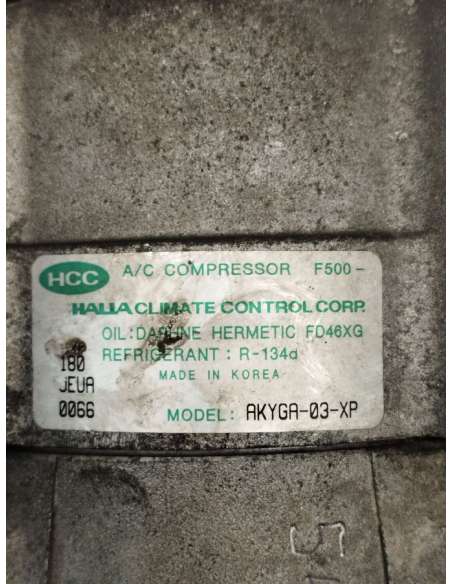 HCC A/C COMPRESSOR F500-
HALLA CLIMATE CONTROL CORP.
OIL: DAPHNE HERMETIC FD46XG
REFRIGERANT : R-134a
180
MADE IN KOREA
JEUA
0066 MODEL: AKYGA-03-XP
5